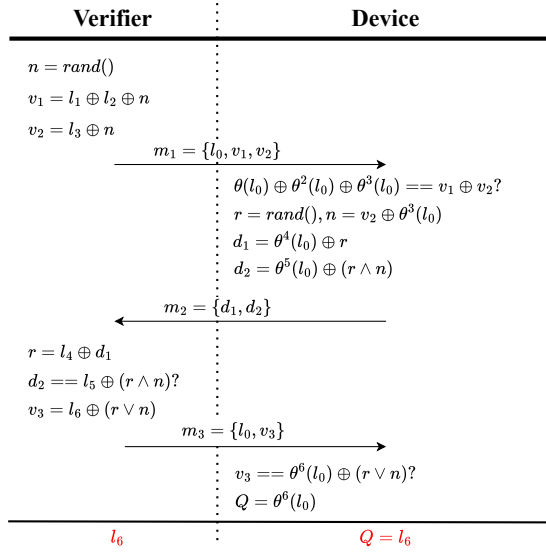 Verifier Device
n = rand()
v₁ = l₁ ⊕ l₂ ⊕ n
v₂ = l₃ ⊕ n
m₁ = {l₀, v₁, v₂}
θ(l₀) ⊕ θ²(l₀) ⊕ θ³(l₀) == v₁ ⊕ v₂?
r = rand(), n = v₂ ⊕ θ³(l₀)
d₁ = θ⁴(l₀) ⊕ r
d₂ = θ⁵(l₀) ⊕ (r ∧ n)
m₂ = {d₁, d₂}
r = l₄ ⊕ d₁
d₂ == l₅ ⊕ (r ∧ n)?
v₃ = l₆ ⊕ (r ∨ n)
m₃ = {l₀, v₃}
v₃ == θ⁶(l₀) ⊕ (r ∨ n)?
Q = θ⁶(l₀)
l₆ Q = l₆